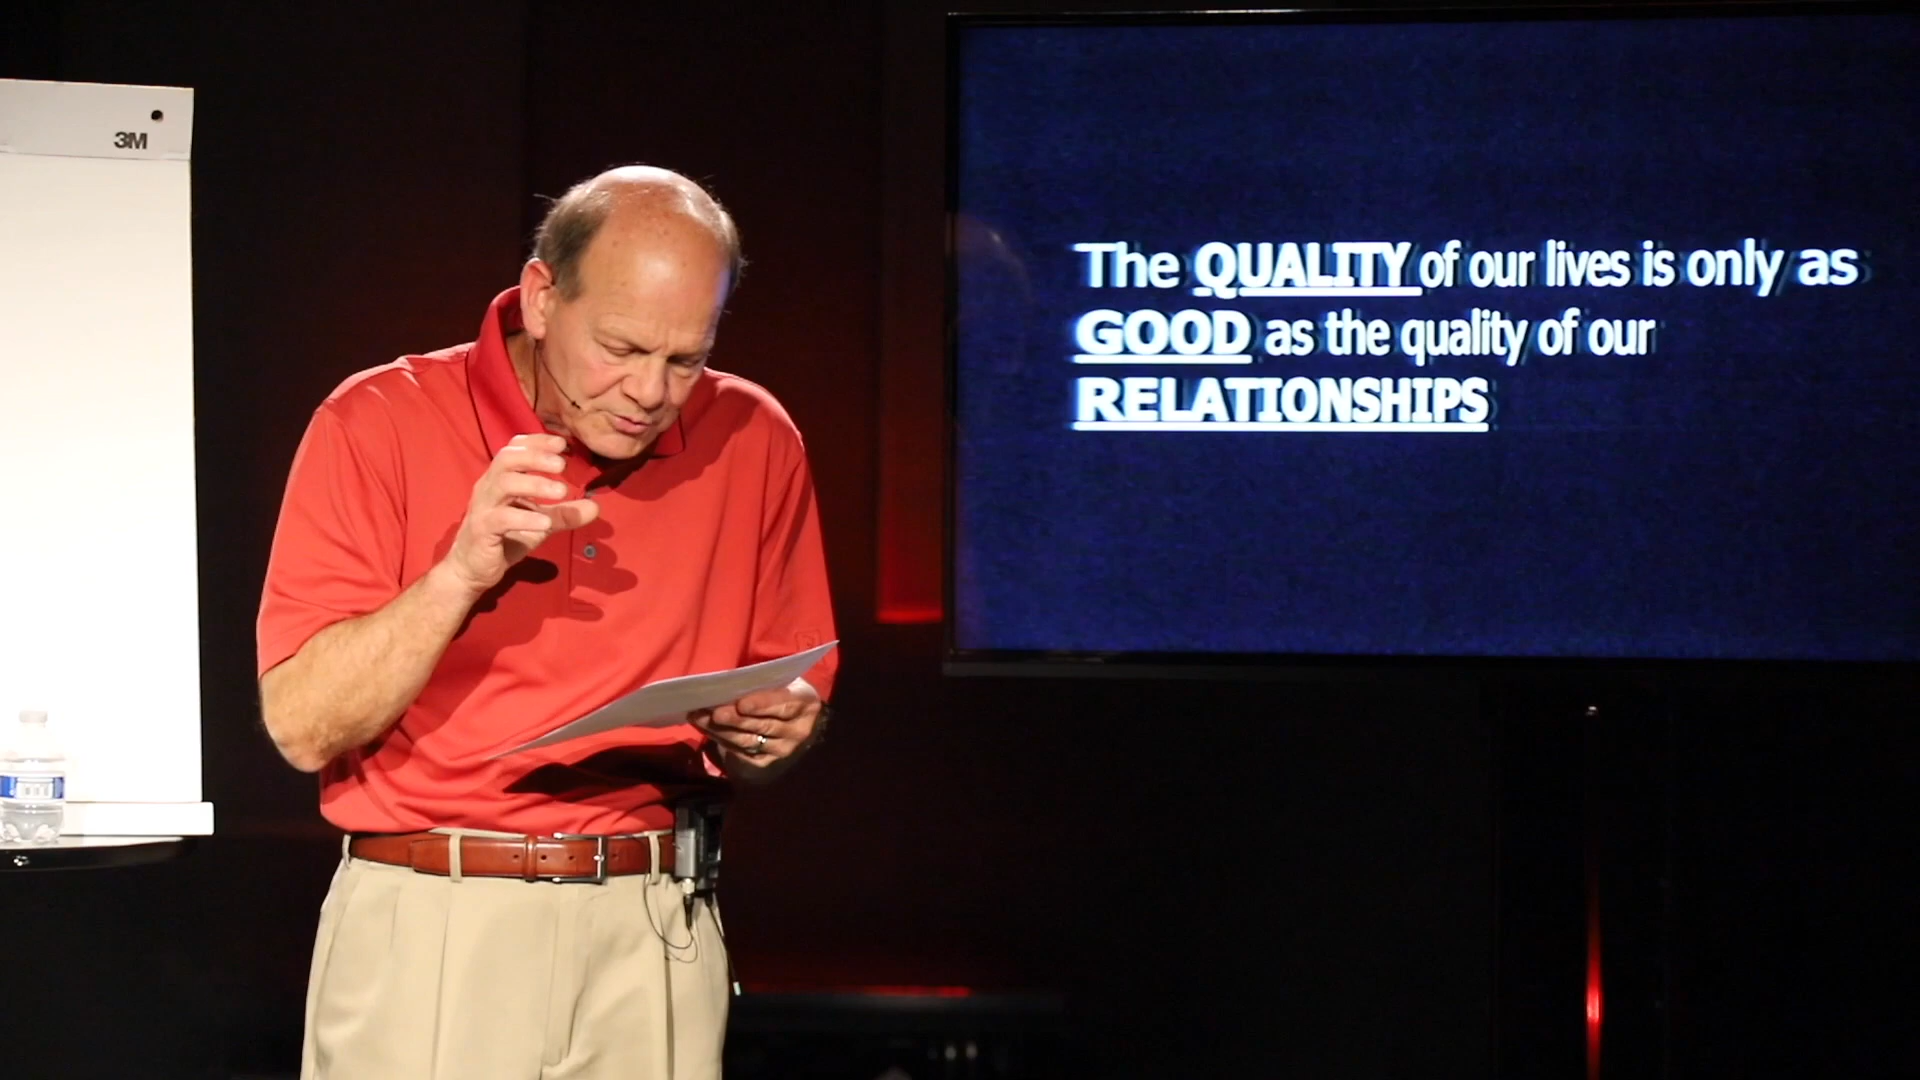 3M
The QUALITY of our lives is only as
GOOD as the quality of our
RELATIONSHIPS